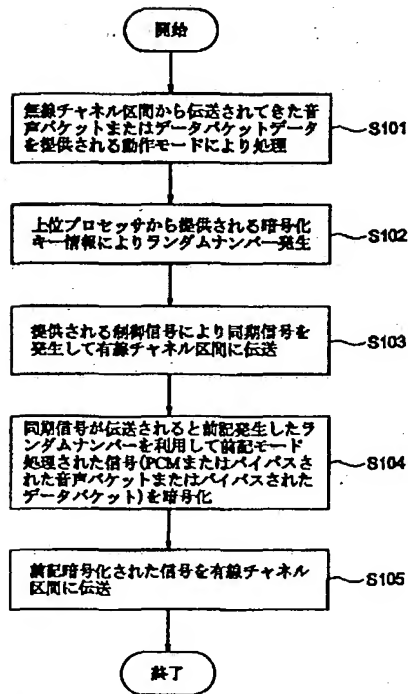 開始
無線チャネル区間から伝送されてきた音
声パケットまたはデータパケットデータ
を提供される動作モードにより処理
S101
上位プロセッサから提供される暗号化
キー情報によりランダムナンバー発生
S102
提供される制御信号により同期信号を
発生して有線チャネル区間に伝送
S103
同期信号が伝送されると前記発生したラ
ンダムナンバーを利用して前記モード
処理された信号(PCMまたはバイパスさ
れた音声パケットまたはバイパスされた
データパケット)を暗号化
S104
前記暗号化された信号を有線チャネル
区間に伝送
S105
終了